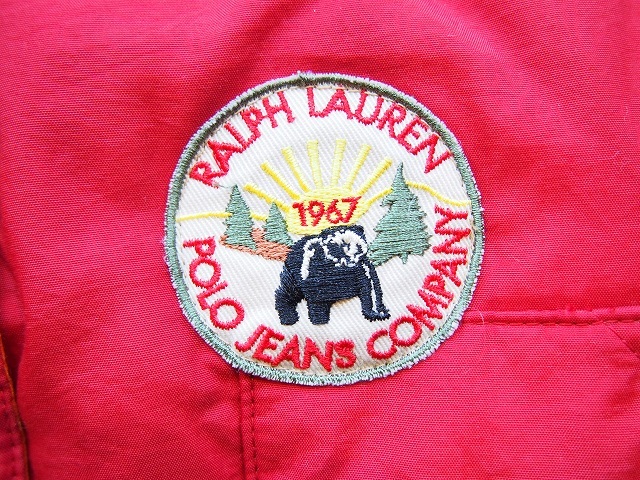 RALPH LAUREN
1967
POLO JEANS COMPANY